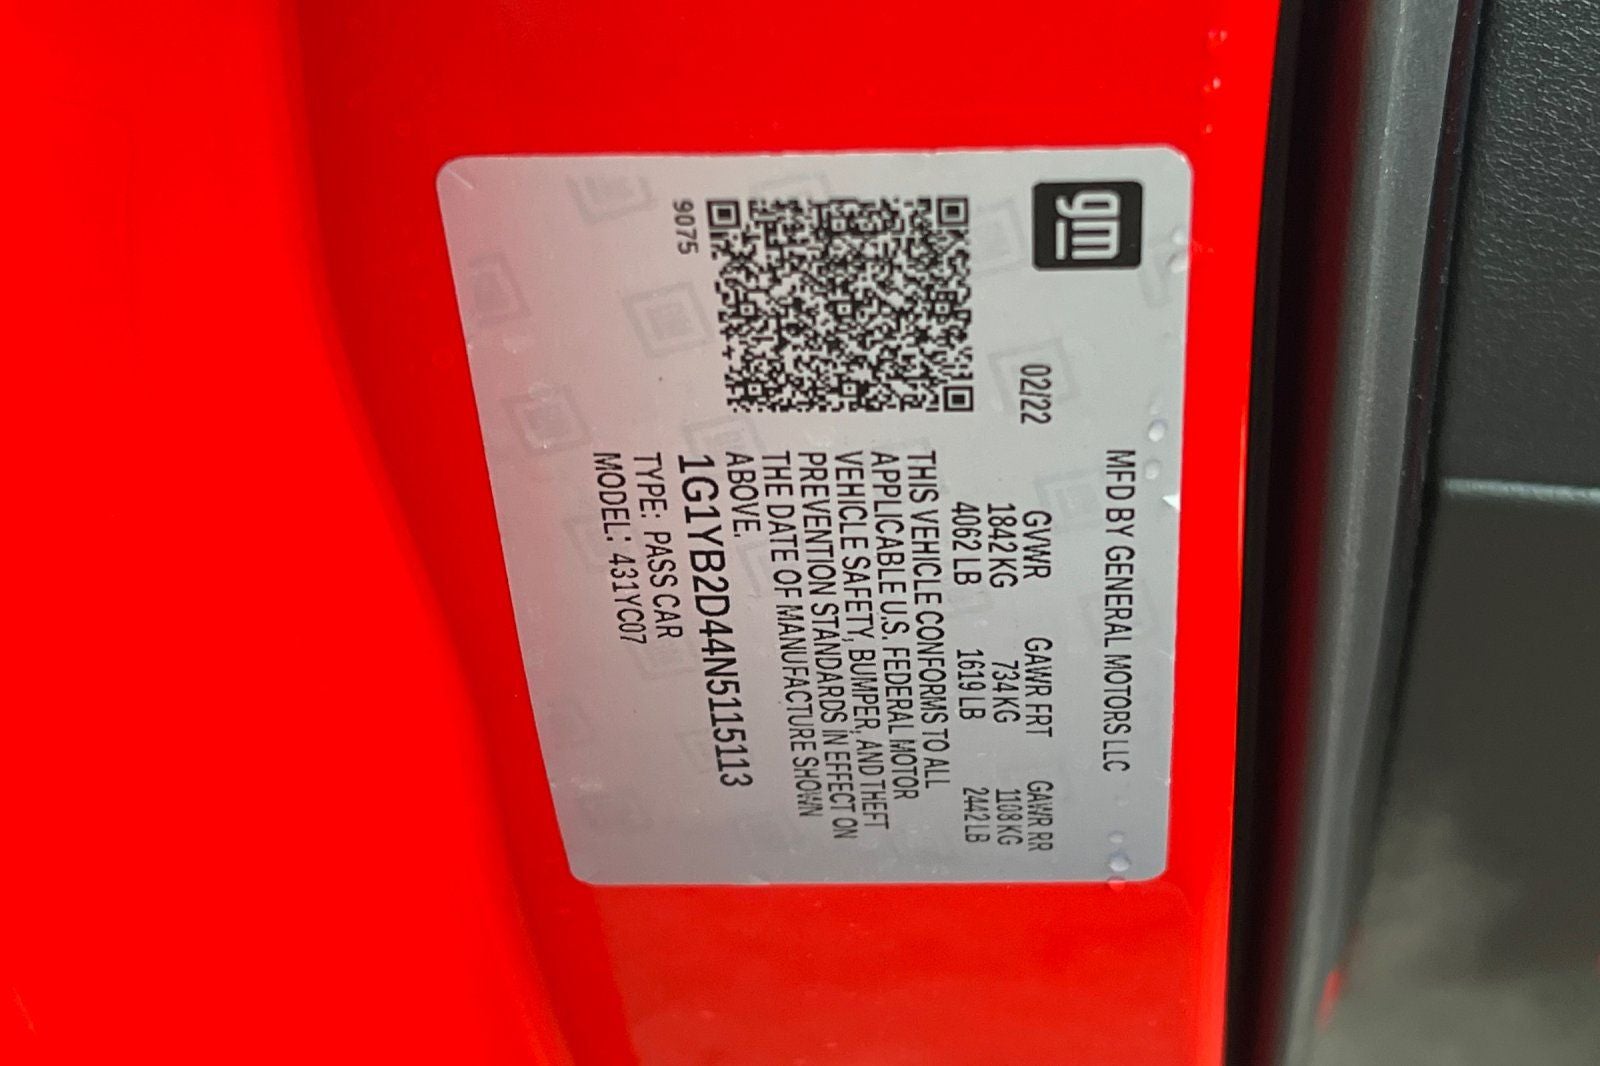 gm
02/22
MFD BY GENERAL MOTORS LLC
GVWR GAWR FRT GAWR RR
1842 KG 734 KG 1108 KG
4062 LB 1619 LB 2442 LB
THIS VEHICLE CONFORMS TO ALL
APPLICABLE U.S. FEDERAL MOTOR
VEHICLE SAFETY, BUMPER, AND THEFT
PREVENTION STANDARDS IN EFFECT ON
THE DATE OF MANUFACTURE SHOWN
ABOVE.
1G1YB2D44N5115113
TYPE: PASS CAR
MODEL: 431YC07
9075